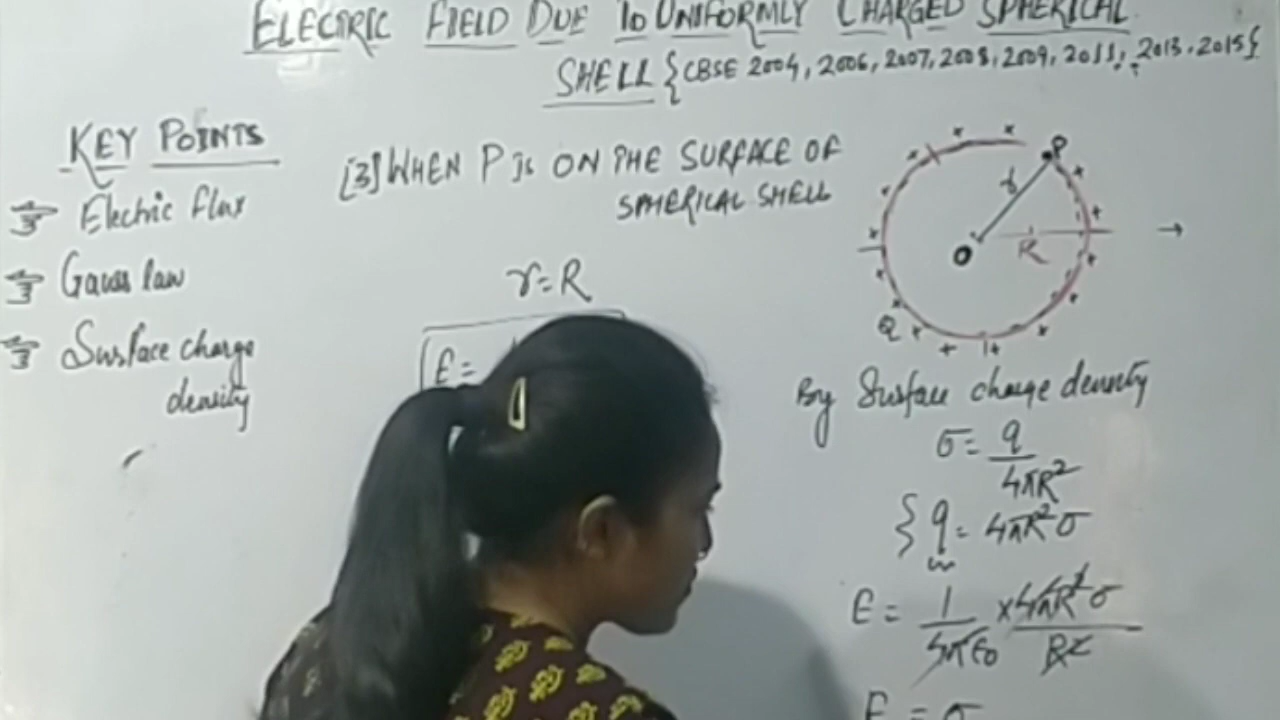 ELECTRIC FIELD DUE TO UNIFORMLY CHARGED SPHERICAL
SHELL {CBSE 2004, 2006, 2007, 2008, 2009, 2011, 2013, 2015}
KEY POINTS
Electric flux
Gauss law
Surface charge
density
[3] WHEN P IS ON THE SURFACE OF
SPHERICAL SHELL
r = R
E =
P
r
O
R
Q
By Surface charge density
σ = q / 4πR²
{ q = 4πR²σ
E = 1 / 4πε₀ × 4πR²σ / R²
E = σ